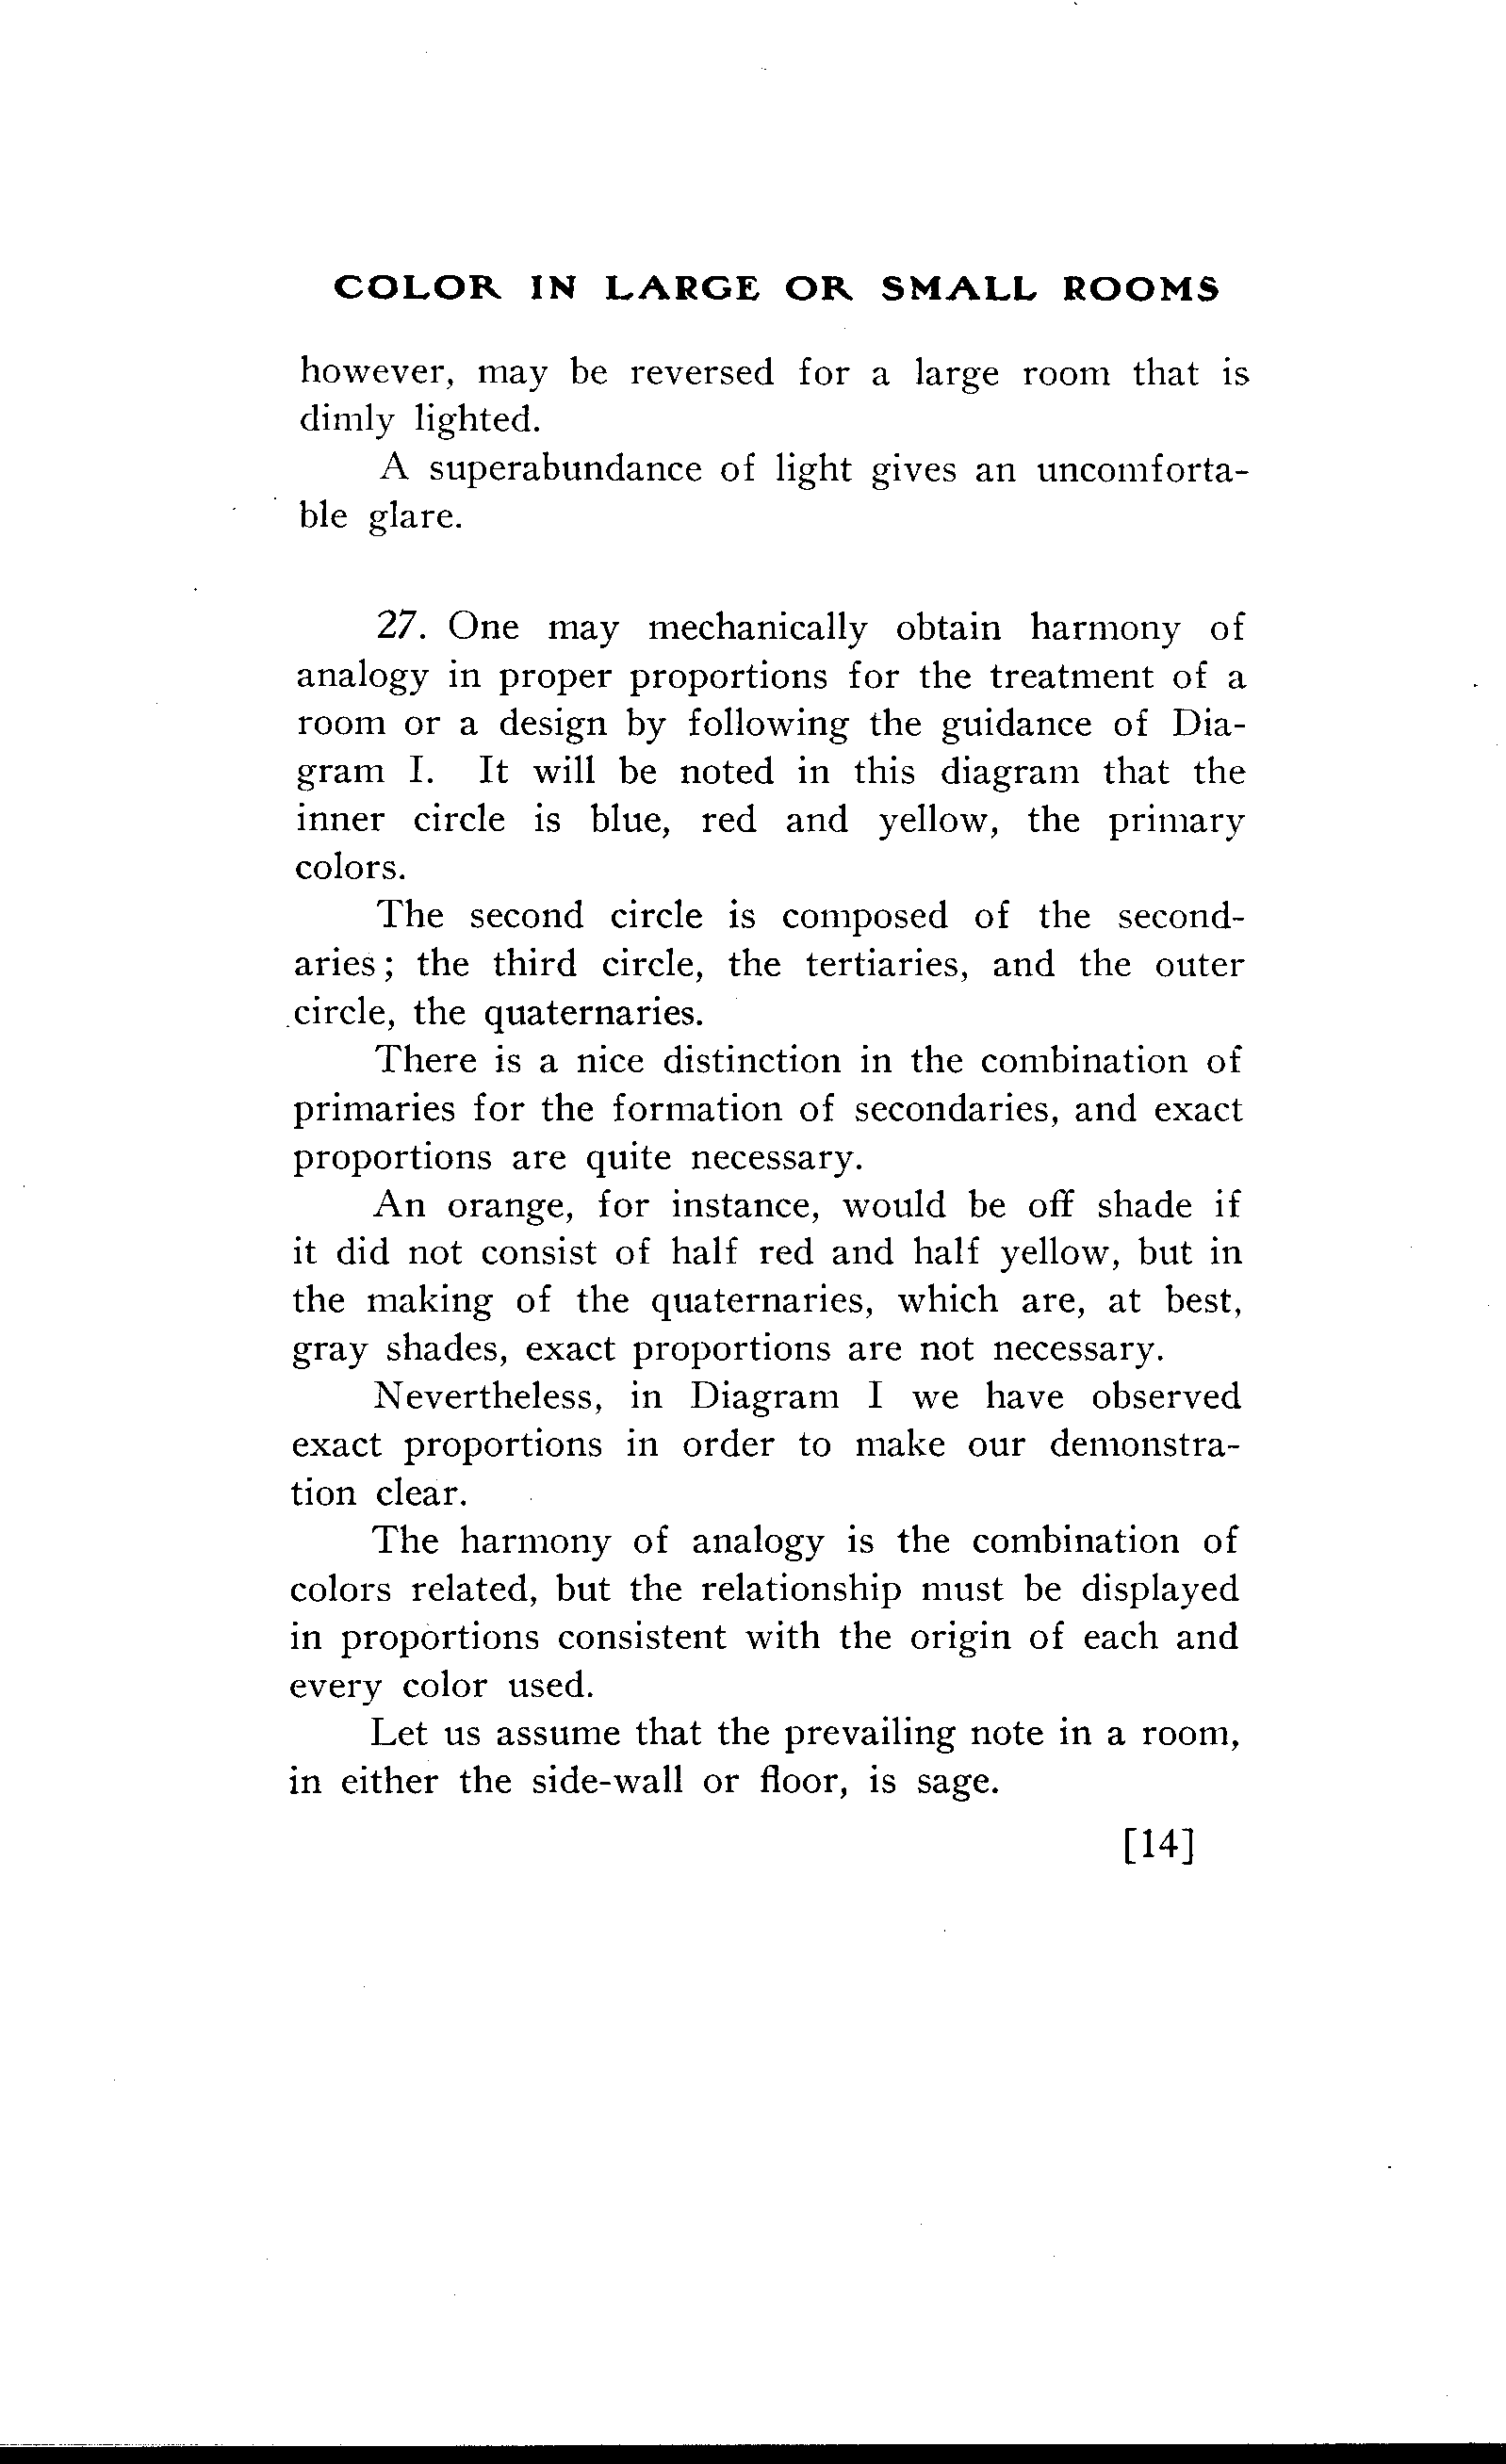 COLOR IN LARGE OR SMALL ROOMS
however, may be reversed for a large room that is
dimly lighted.
A superabundance of light gives an uncomforta-
ble glare.
27. One may mechanically obtain harmony of
analogy in proper proportions for the treatment of a
room or a design by following the guidance of Dia-
gram I. It will be noted in this diagram that the
inner circle is blue, red and yellow, the primary
colors.
The second circle is composed of the second-
aries; the third circle, the tertiaries, and the outer
circle, the quaternaries.
There is a nice distinction in the combination of
primaries for the formation of secondaries, and exact
proportions are quite necessary.
An orange, for instance, would be off shade if
it did not consist of half red and half yellow, but in
the making of the quaternaries, which are, at best,
gray shades, exact proportions are not necessary.
Nevertheless, in Diagram I we have observed
exact proportions in order to make our demonstra-
tion clear.
The harmony of analogy is the combination of
colors related, but the relationship must be displayed
in proportions consistent with the origin of each and
every color used.
Let us assume that the prevailing note in a room,
in either the side-wall or floor, is sage.
[14]